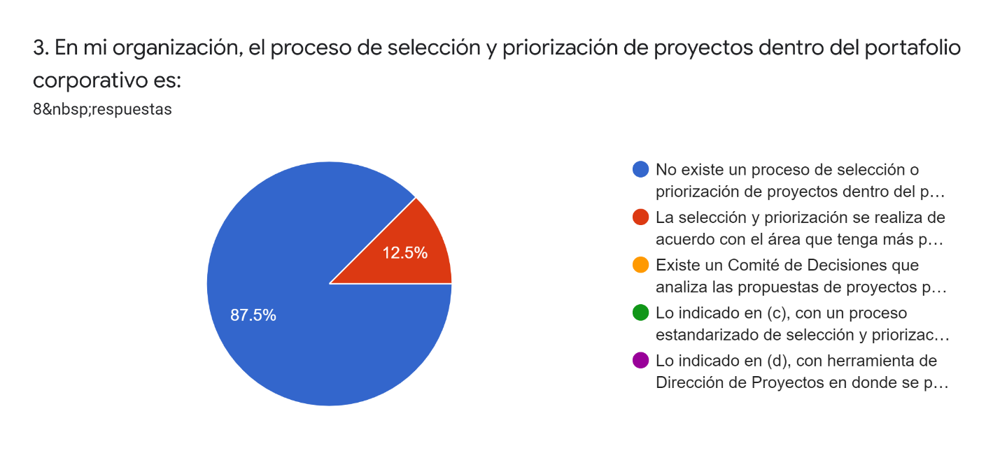 3. En mi organización, el proceso de selección y priorización de proyectos dentro del portafolio
corporativo es:
8&nbsp;respuestas
No existe un proceso de selección o
priorización de proyectos dentro del p…
La selección y priorización se realiza de
acuerdo con el área que tenga más p…
Existe un Comité de Decisiones que
analiza las propuestas de proyectos p…
Lo indicado en (c), con un proceso
estandarizado de selección y priorizac…
Lo indicado en (d), con herramienta de
Dirección de Proyectos en donde se p…
12.5%
87.5%